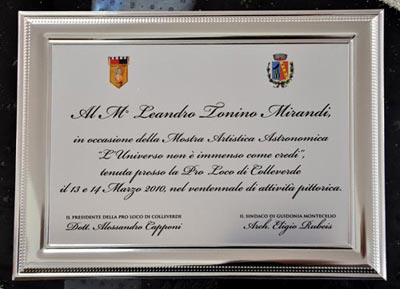 Al M° Leandro Tonino Mirandi,
in occasione della Mostra Artistica Astronomica
"L'Universo non è immenso come credi",
tenuta presso la Pro Loco di Colleverde
il 13 e 14 Marzo 2010, nel ventennale di attività pittorica.
IL PRESIDENTE DELLA PRO LOCO DI COLLEVERDE
Dott. Alessandro Capponi
IL SINDACO DI GUIDONIA MONTECELIO
Arch. Eligio Rubeis